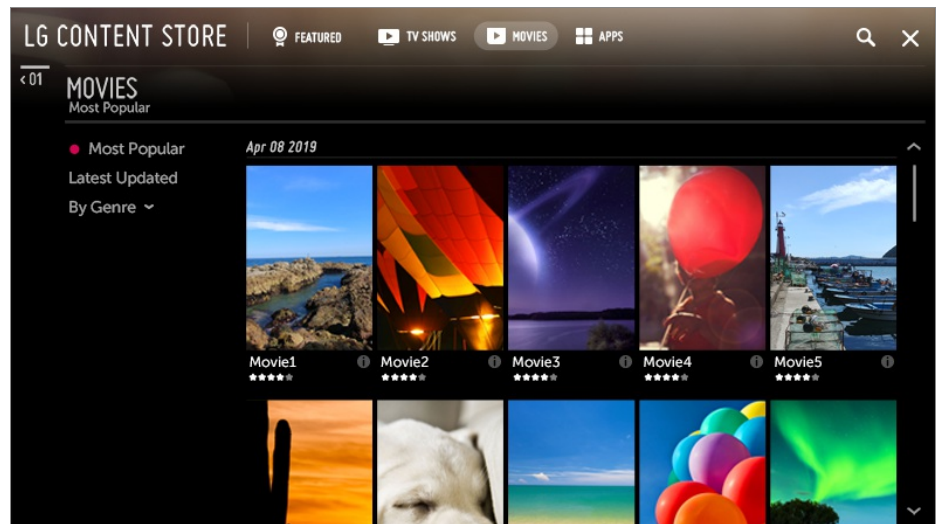 LG CONTENT STORE FEATURED TV SHOWS MOVIES APPS
<01
MOVIES
Most Popular
Most Popular
Latest Updated
By Genre
Apr 08 2019
Movie1 Movie2 Movie3 Movie4 Movie5